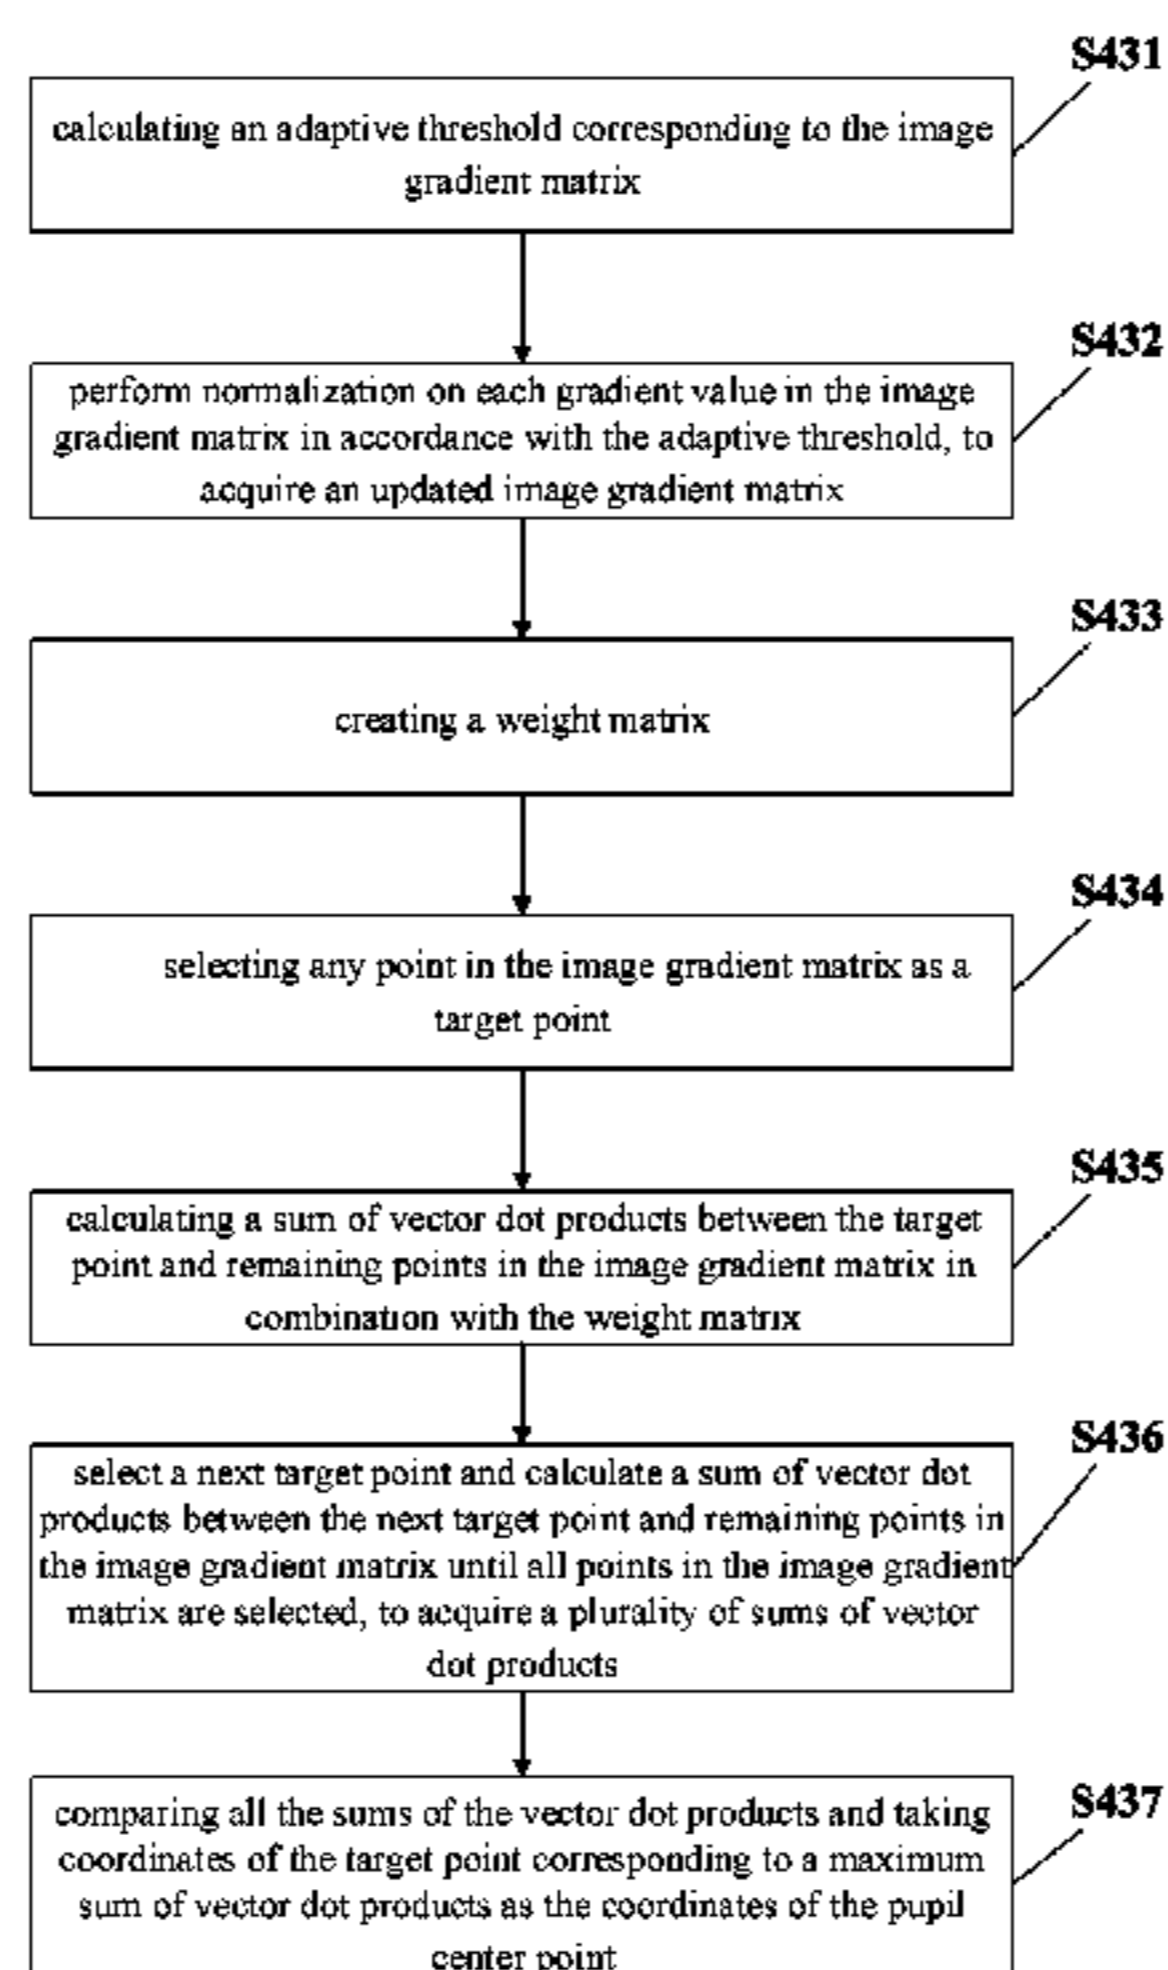 S431
calculating an adaptive threshold corresponding to the image
gradient matrix
S432
perform normalization on each gradient value in the image
gradient matrix in accordance with the adaptive threshold, to
acquire an updated image gradient matrix
S433
creating a weight matrix
S434
selecting any point in the image gradient matrix as a
target point
S435
calculating a sum of vector dot products between the target
point and remaining points in the image gradient matrix in
combination with the weight matrix
S436
select a next target point and calculate a sum of vector dot
products between the next target point and remaining points in
the image gradient matrix until all points in the image gradient
matrix are selected, to acquire a plurality of sums of vector
dot products
S437
comparing all the sums of the vector dot products and taking
coordinates of the target point corresponding to a maximum
sum of vector dot products as the coordinates of the pupil
center point